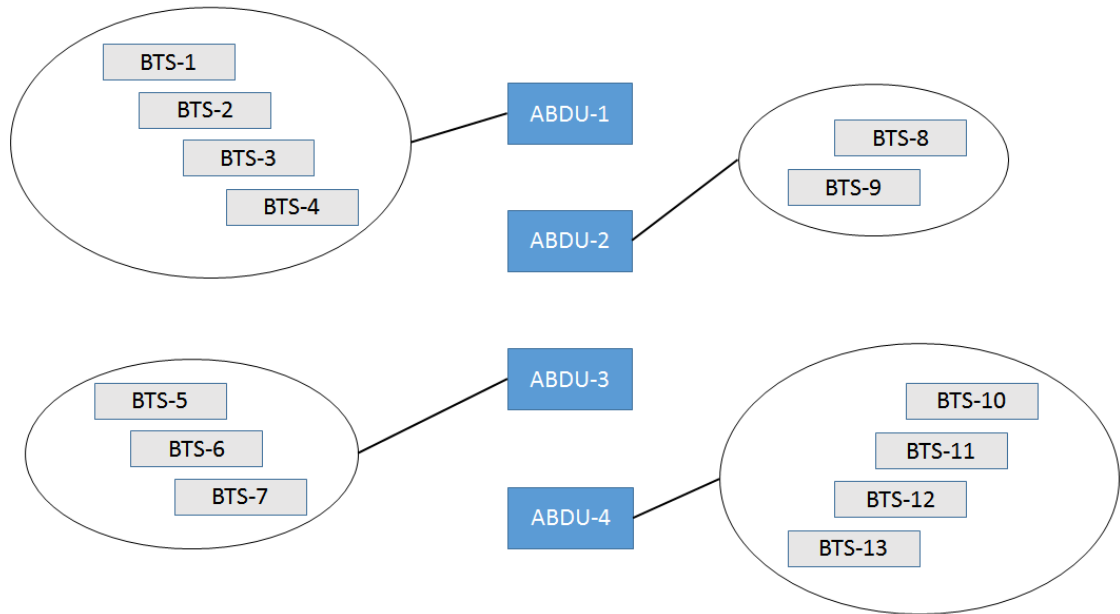 BTS-1
BTS-2
BTS-3
BTS-4
ABDU-1
ABDU-2
BTS-8
BTS-9
BTS-5
BTS-6
BTS-7
ABDU-3
ABDU-4
BTS-10
BTS-11
BTS-12
BTS-13